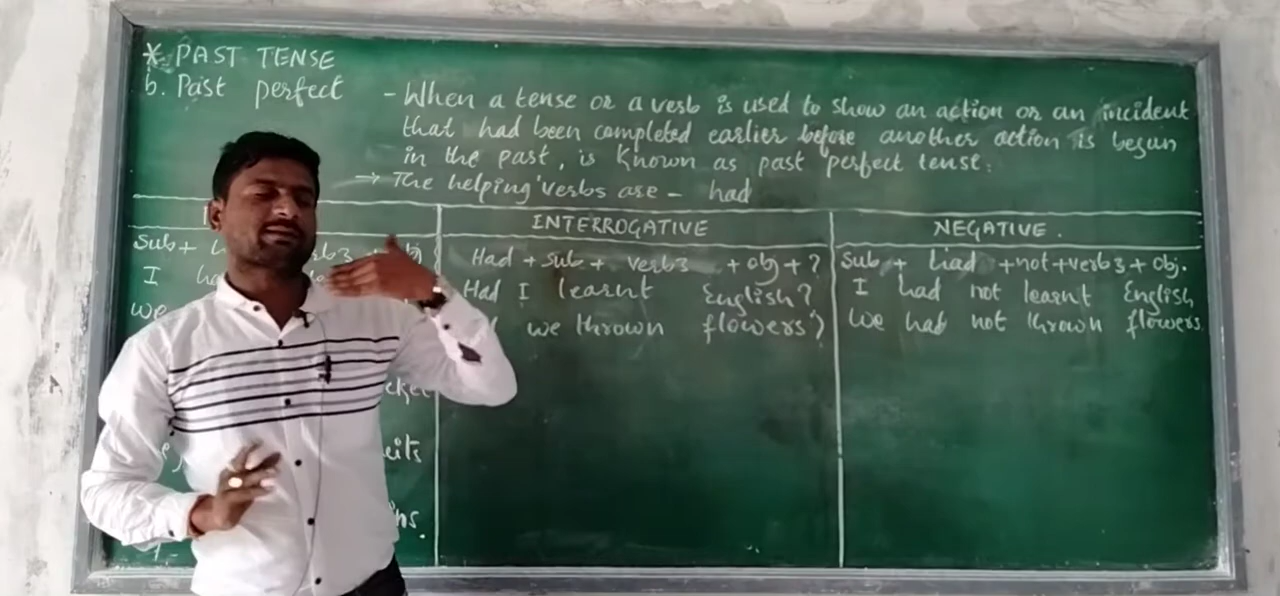 * PAST TENSE
b. Past perfect
- When a tense or a verb is used to show an action or an incident
that had been completed earlier before another action is begun
in the past, is known as past perfect tense.
→ The helping verbs are - had
INTERROGATIVE
NEGATIVE.
Sub +
Had + sub + verb3 + obj + ?
Sub + had + not + verb3 + obj.
I
Had I learnt English?
I had not learnt English
we
we thrown flowers?
We had not thrown flowers.